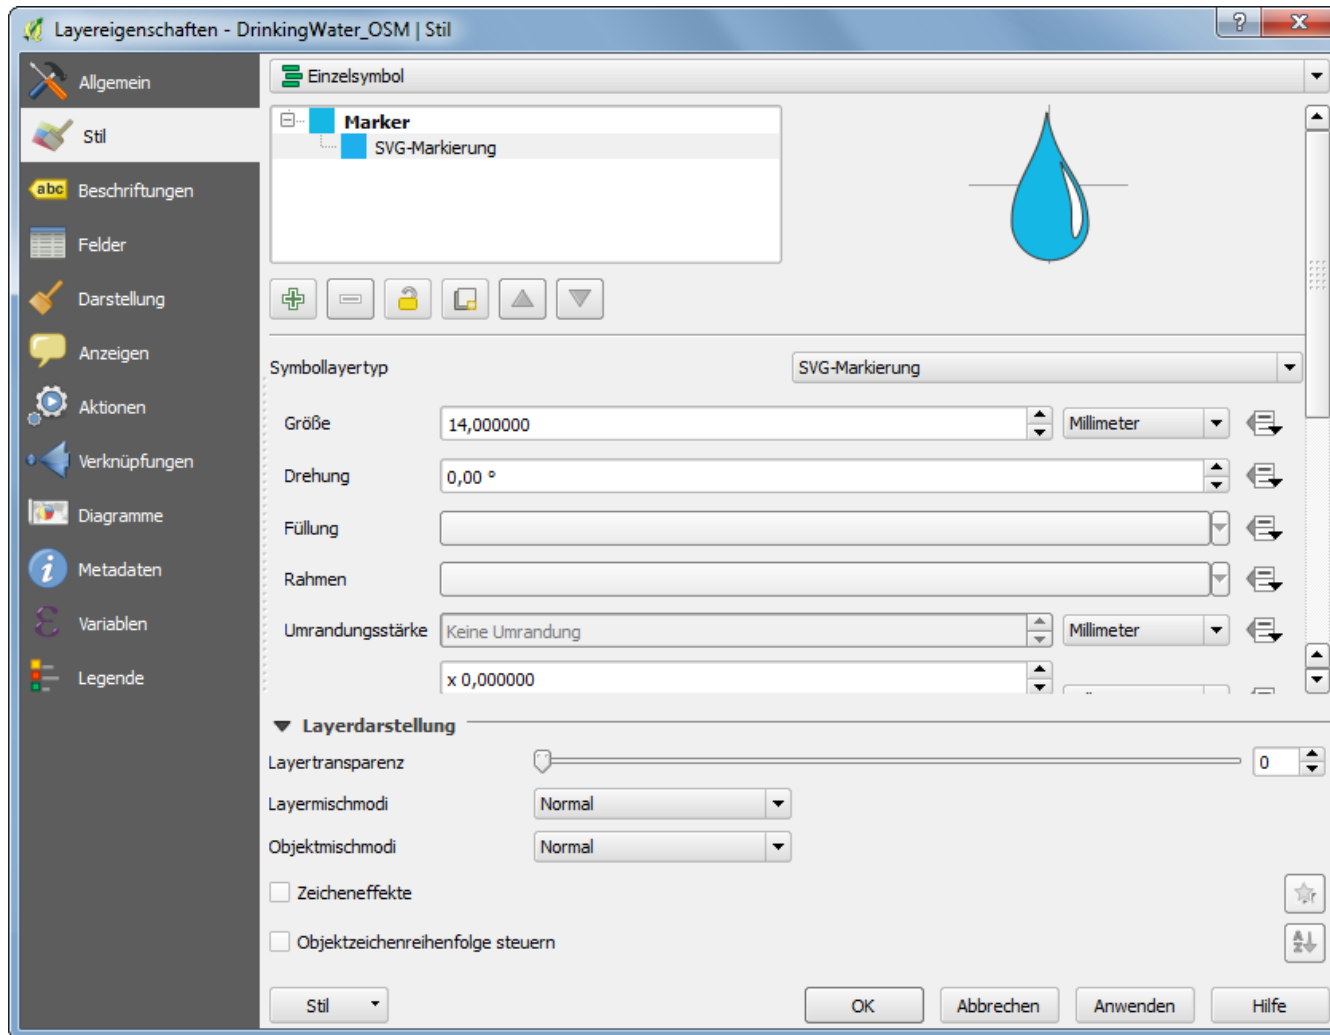 Layereigenschaften - DrinkingWater_OSM | Stil
Allgemein
Stil
abc Beschriftungen
Felder
Darstellung
Anzeigen
Aktionen
Verknüpfungen
Diagramme
Metadaten
Variablen
Legende
Einzelsymbol
Marker
SVG-Markierung
Symbollayertyp SVG-Markierung
Größe 14,000000 Millimeter
Drehung 0,00 °
Füllung
Rahmen
Umrandungsstärke Keine Umrandung Millimeter
x 0,000000
Layerdarstellung
Layertransparenz 0
Layermischmodi Normal
Objektmischmodi Normal
Zeicheneffekte
Objektzeichenreihenfolge steuern
Stil OK Abbrechen Anwenden Hilfe